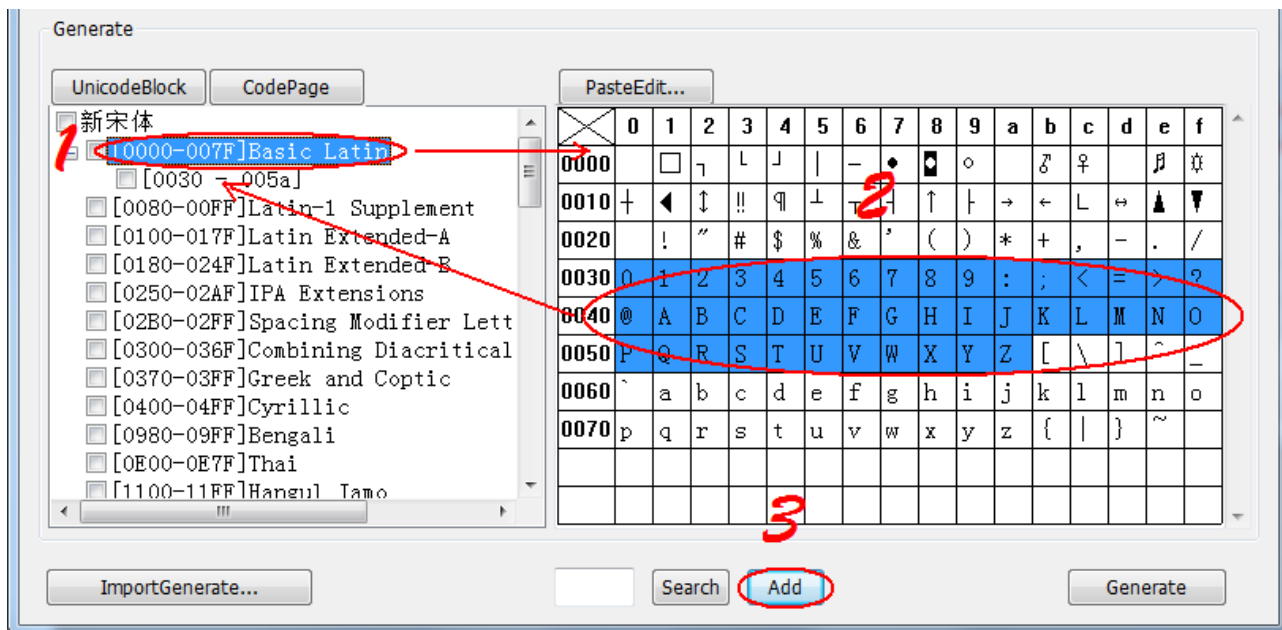 Generate
UnicodeBlock CodePage PasteEdit...
新宋体
[0000-007F]Basic Latin
[0030 - 005a]
[0080-00FF]Latin-1 Supplement
[0100-017F]Latin Extended-A
[0180-024F]Latin Extended-B
[0250-02AF]IPA Extensions
[02B0-02FF]Spacing Modifier Lett
[0300-036F]Combining Diacritical
[0370-03FF]Greek and Coptic
[0400-04FF]Cyrillic
[0980-09FF]Bengali
[0E00-0E7F]Thai
[1100-11FF]Hangul Jamo
1
0 1 2 3 4 5 6 7 8 9 a b c d e f
0000 □ ┐ └ ┘ │ − • ◘ ○ ♂ ♀ ♬ ☼
0010 ┼ ◄ ↕ ‼ ¶ ┴ ┬ ┤ ↑ ├ → ← ∟ ↔ ▲ ▼
2
0020 ! " # $ % & ' ( ) * + , - . /
0030 0 1 2 3 4 5 6 7 8 9 : ; < = > ?
0040 @ A B C D E F G H I J K L M N O
0050 P Q R S T U V W X Y Z [ \ ] ^ _
0060 ` a b c d e f g h i j k l m n o
0070 p q r s t u v w x y z { | } ~
3
ImportGenerate... Search Add Generate